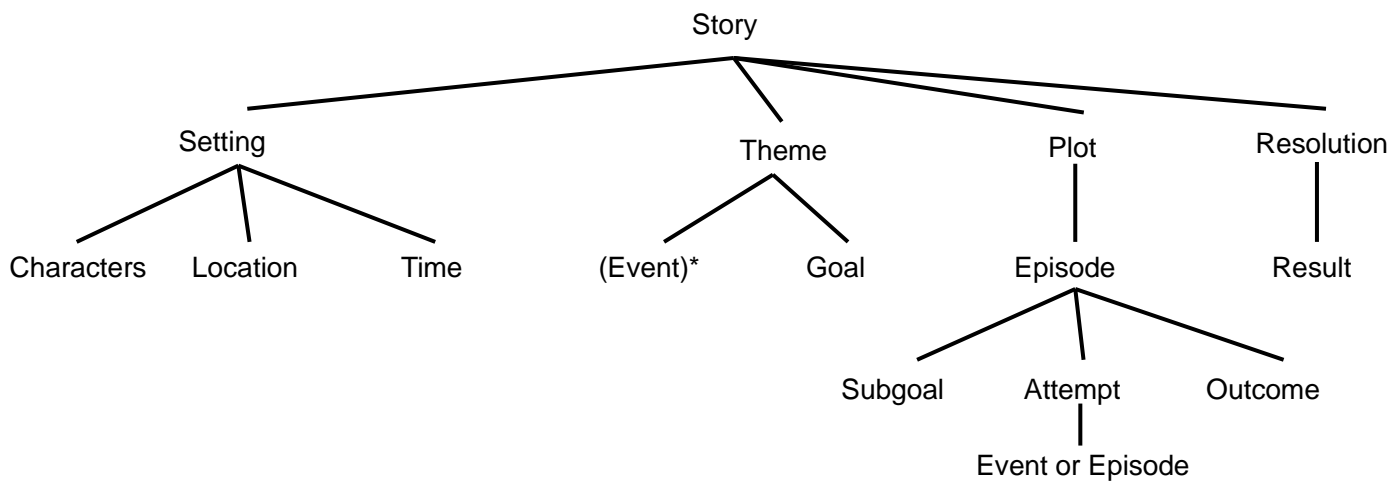 Story
Setting Theme Plot Resolution
Characters Location Time (Event)* Goal Episode Result
Subgoal Attempt Outcome
Event or Episode